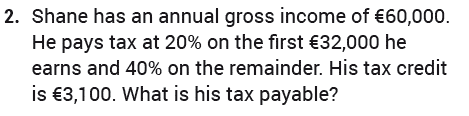 2. Shane has an annual gross income of €60,000.
He pays tax at 20% on the first €32,000 he
earns and 40% on the remainder. His tax credit
is €3,100. What is his tax payable?